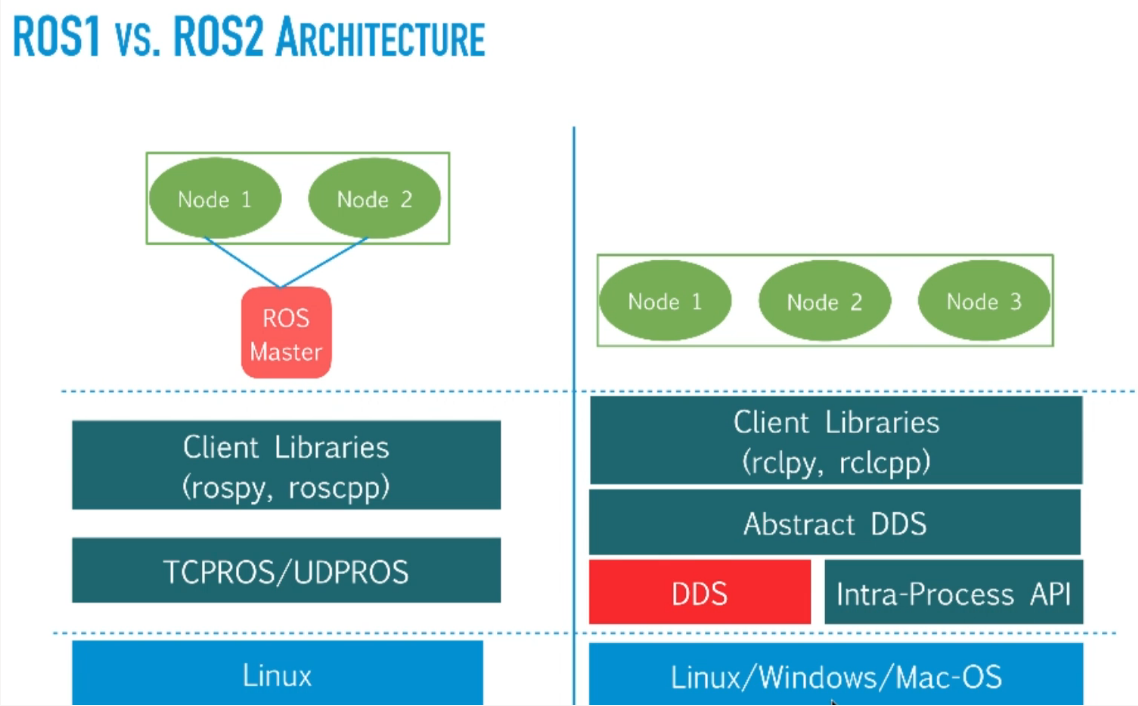 ROS1 VS. ROS2 ARCHITECTURE
Node 1
Node 2
ROS
Master
Client Libraries
(rospy, roscpp)
TCPROS/UDPROS
Linux
Node 1
Node 2
Node 3
Client Libraries
(rclpy, rclcpp)
Abstract DDS
DDS
Intra-Process API
Linux/Windows/Mac-OS